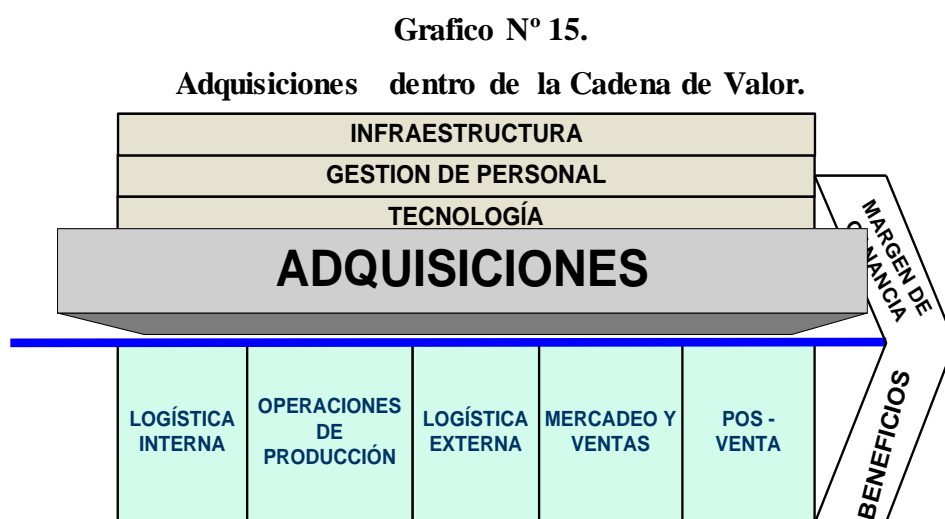 Grafico Nº 15.
Adquisiciones dentro de la Cadena de Valor.
INFRAESTRUCTURA
GESTION DE PERSONAL
TECNOLOGÍA
ADQUISICIONES
MARGEN DE
GANANCIA
LOGÍSTICA
INTERNA
OPERACIONES
DE
PRODUCCIÓN
LOGÍSTICA
EXTERNA
MERCADEO Y
VENTAS
POS -
VENTA
BENEFICIOS